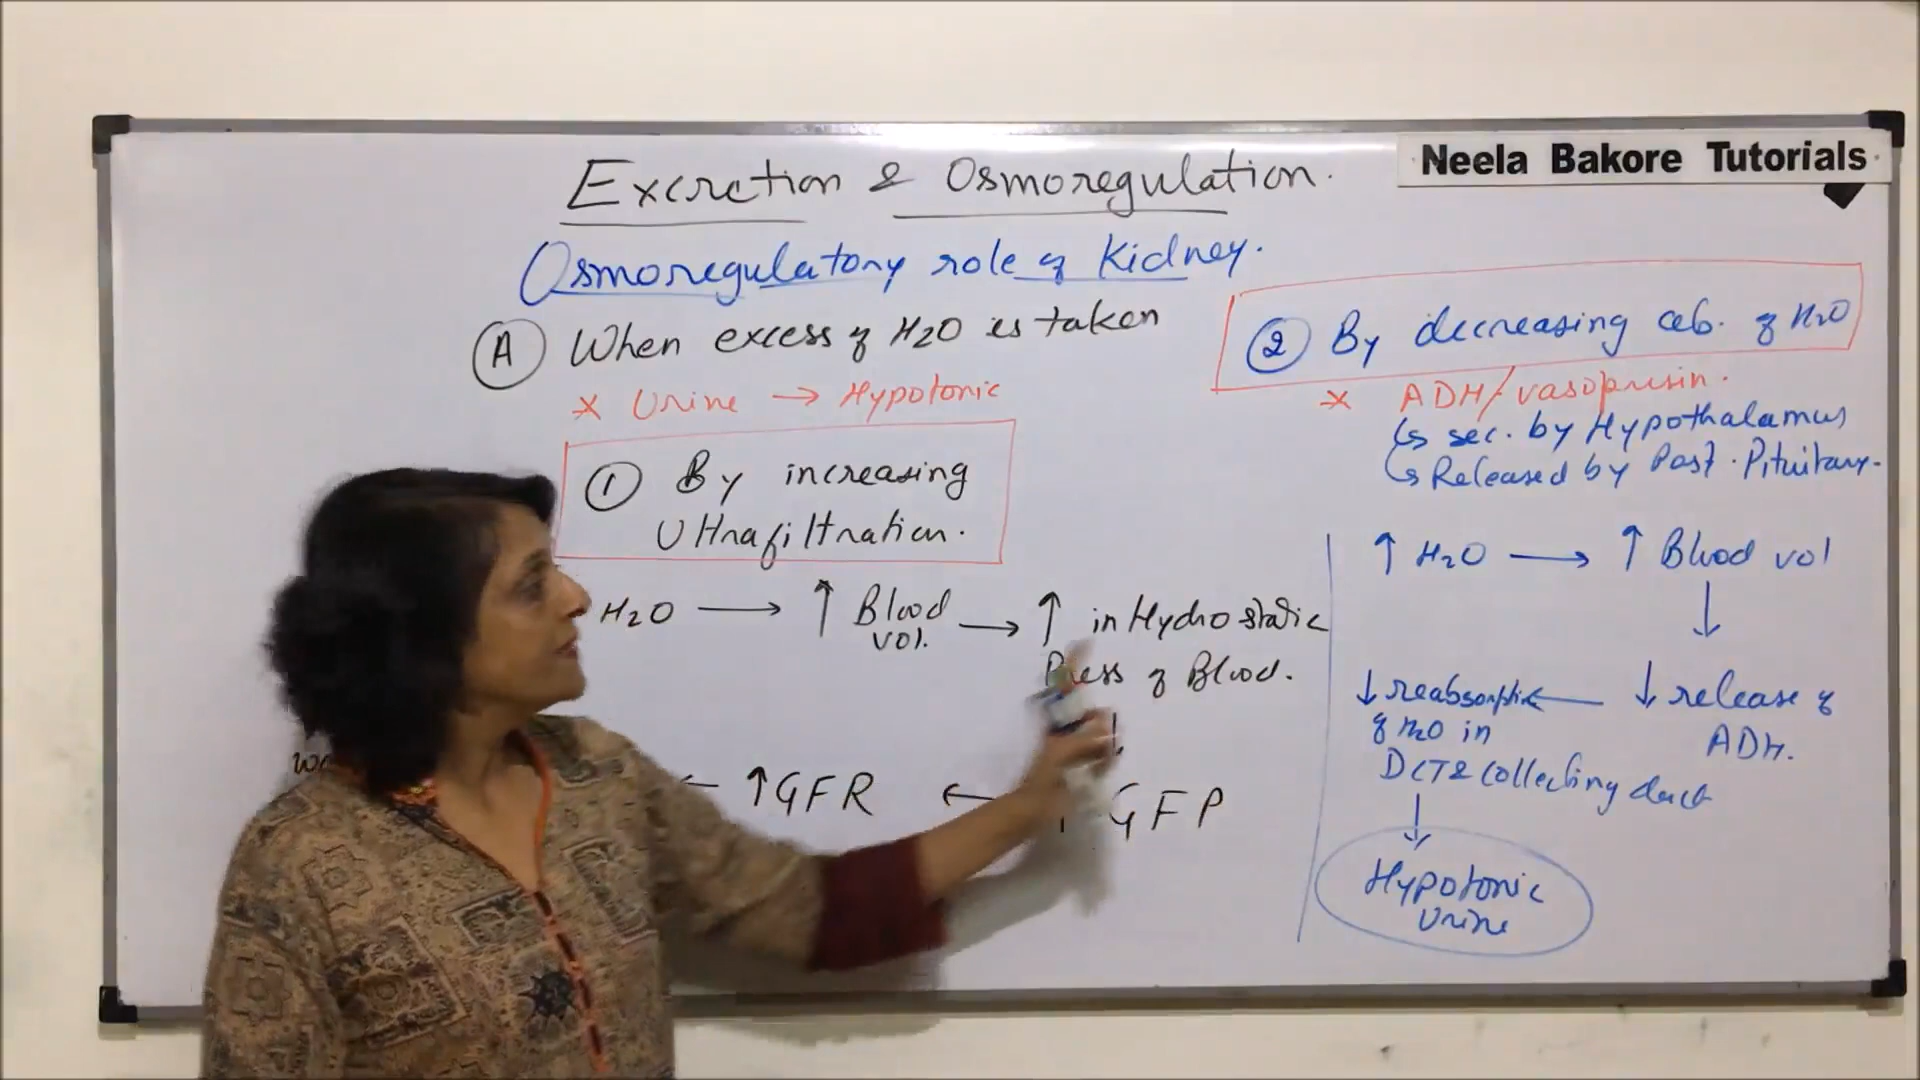 Neela Bakore Tutorials
Excretion & Osmoregulation.
Osmoregulatory role of Kidney.
A When excess of H2O is taken
* Urine → Hypotonic
1 By increasing
Ultrafiltration.
H2O → ↑ Blood vol. → ↑ in Hydrostatic
Press of Blood.
← ↑GFR ← GFP
2 By decreasing ab. of H2O
* ADH/vasopresin.
↳ sec. by Hypothalamus
↳ Released by Post. Pituitary.
↑ H2O → ↑ Blood vol
↓
↓ reabsorptn ← ↓ release of
of H2O in ADH.
DCT & collecting duct
↓
Hypotonic
Urine